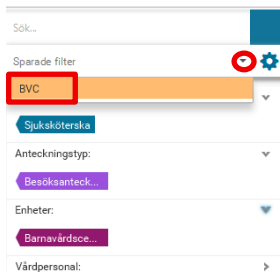 Sök...
Sparade filter
BVC
Sjuksköterska
Anteckningstyp:
Besöksanteck...
Enheter:
Barnavårdsce...
Vårdpersonal: